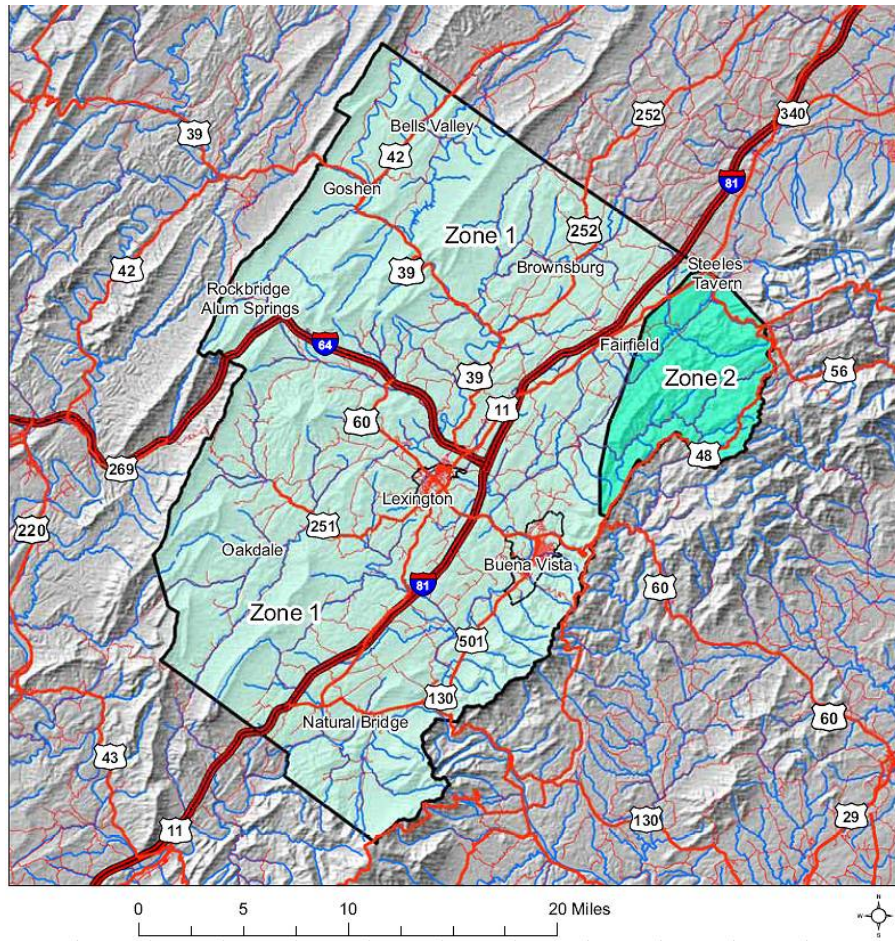 252
340
39
Bells Valley
42
81
Goshen
252
Zone 1
Steeles
Tavern
42
39
Brownsburg
Rockbridge
Alum Springs
64
Fairfield
39
Zone 2
56
60
11
48
269
Lexington
220
251
Oakdale
Buena Vista
81
60
Zone 1
501
130
Natural Bridge
60
43
11
130
29
0 5 10 20 Miles
N
S